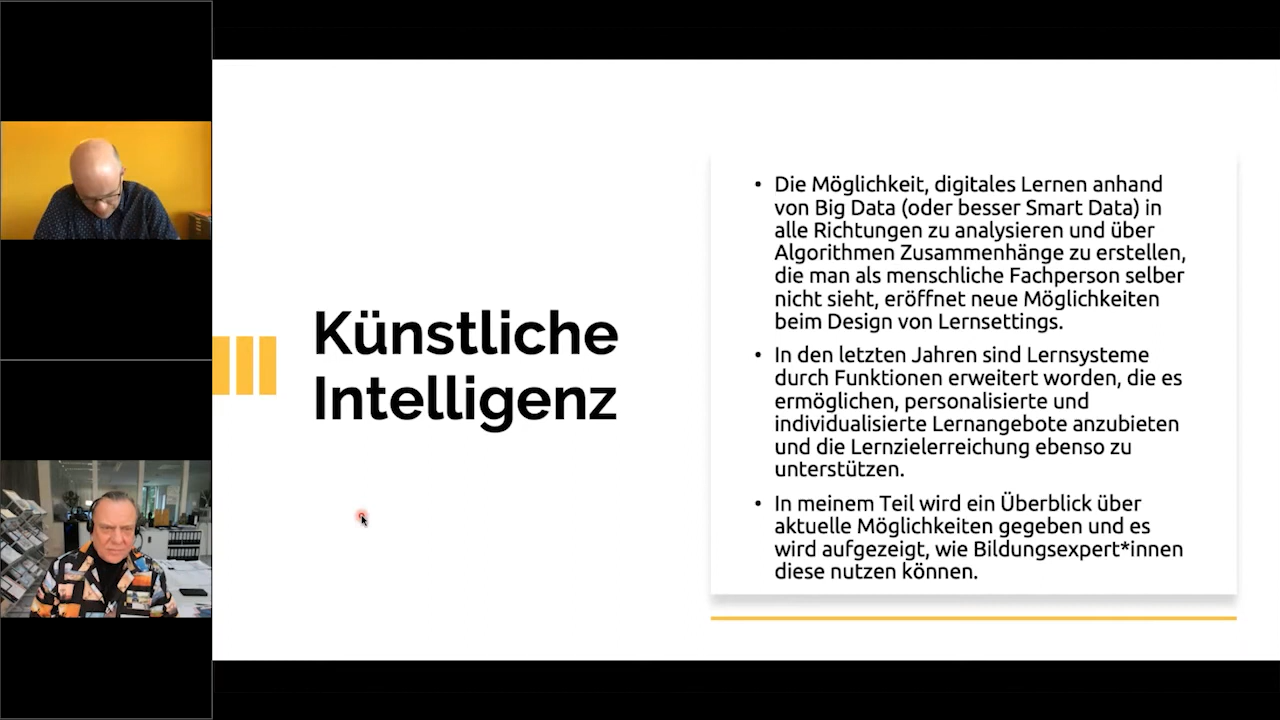 Künstliche
Intelligenz
• Die Möglichkeit, digitales Lernen anhand
von Big Data (oder besser Smart Data) in
alle Richtungen zu analysieren und über
Algorithmen Zusammenhänge zu erstellen,
die man als menschliche Fachperson selber
nicht sieht, eröffnet neue Möglichkeiten
beim Design von Lernsettings.
• In den letzten Jahren sind Lernsysteme
durch Funktionen erweitert worden, die es
ermöglichen, personalisierte und
individualisierte Lernangebote anzubieten
und die Lernzielerreichung ebenso zu
unterstützen.
• In meinem Teil wird ein Überblick über
aktuelle Möglichkeiten gegeben und es
wird aufgezeigt, wie Bildungsexpert*innen
diese nutzen können.